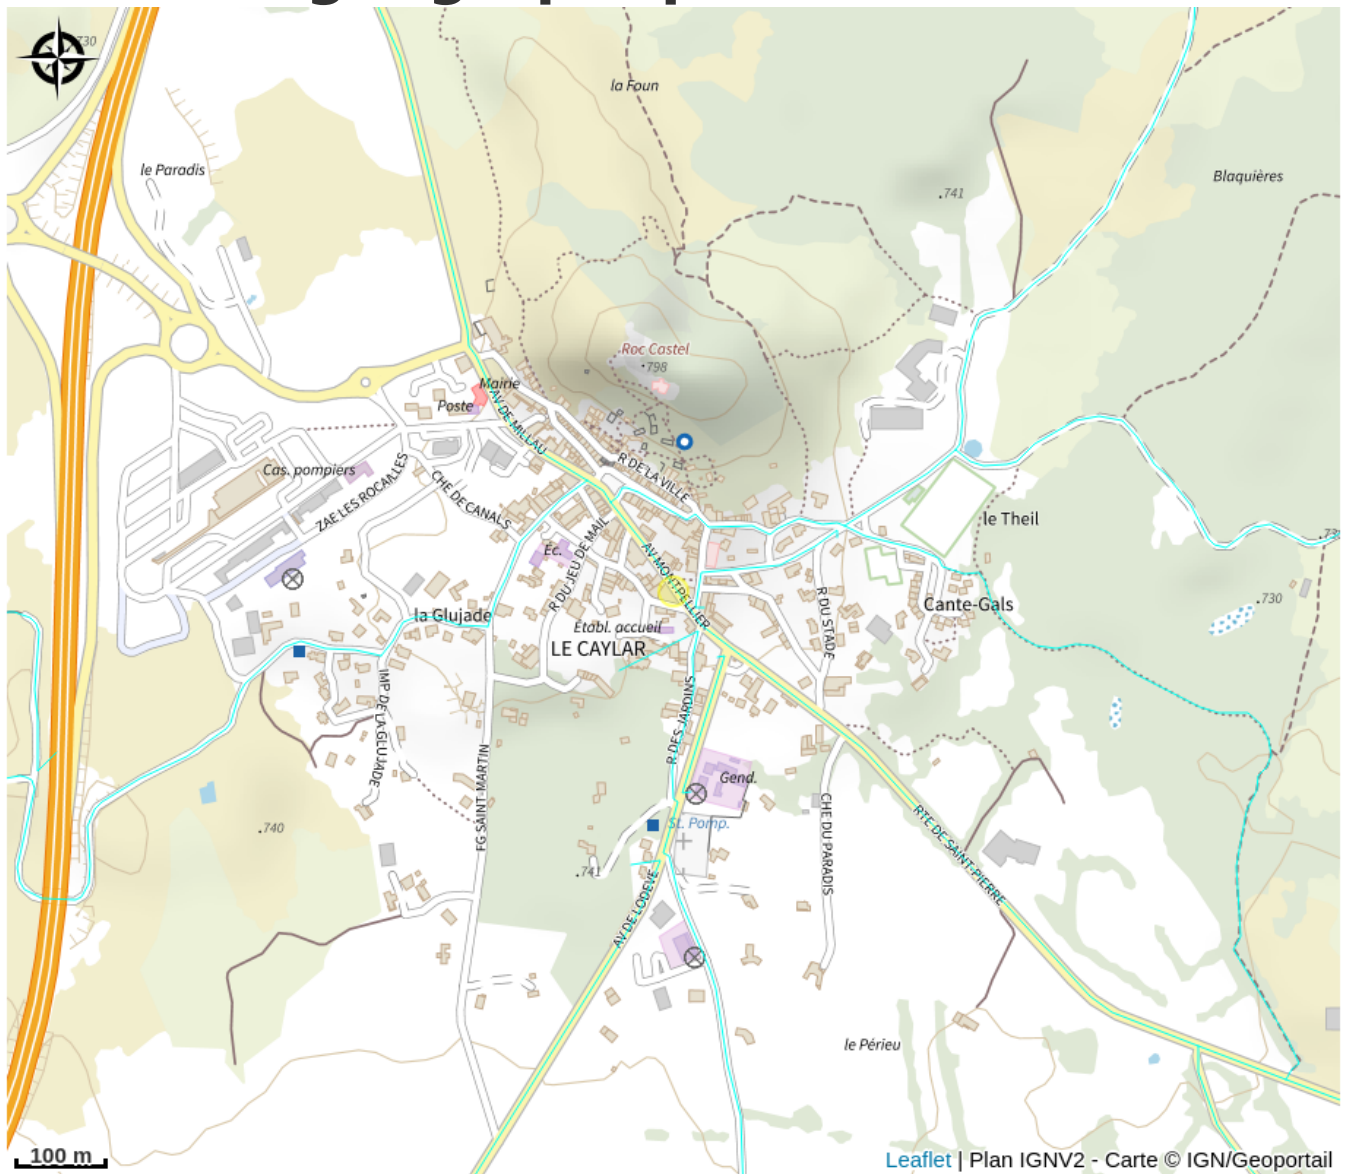 730
la Foun
le Paradis
Blaquières
741
Roc Castel
798
Mairie
Poste
AV DE MILLAU
R DE LA VILLE
Cas. pompiers
ZAE LES ROCAILLES
CHE DE CANALS
le Theil
R DU JEU DE MAIL
Éc.
AV MONTPELLIER
la Glujade
Établ. accueil
LE CAYLAR
R DU STADE
Cante-Gals
730
IMP DE LA GLUJADE
R DES JARDINS
FG SAINT-MARTIN
Gend.
St. Pomp.
740
741
CHE DU PARADIS
RTE DE SAINT-PIERRE
AV DE LODEVE
le Périeu
100 m
Leaflet | Plan IGNV2 - Carte © IGN/Geoportail